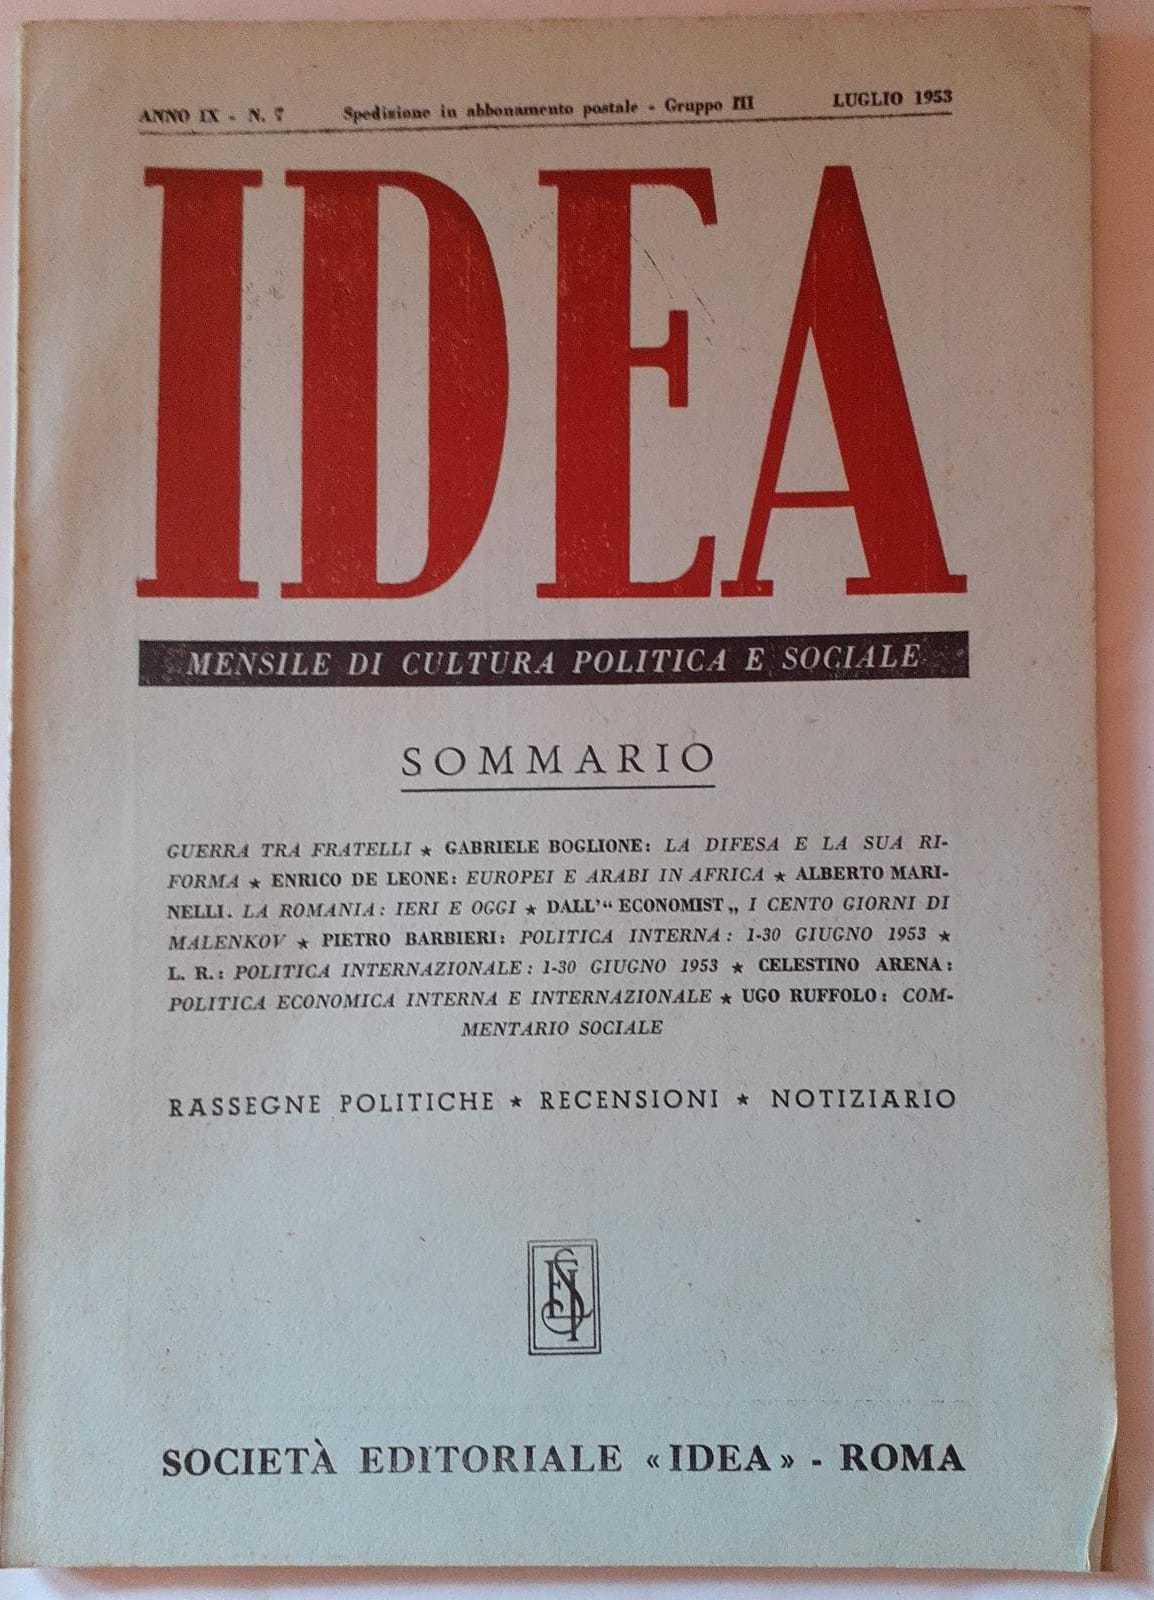 ANNO IX - N. 7 Spedizione in abbonamento postale - Gruppo III LUGLIO 1953
IDEA
MENSILE DI CULTURA POLITICA E SOCIALE
SOMMARIO
GUERRA TRA FRATELLI ★ GABRIELE BOGLIONE: LA DIFESA E LA SUA RI-
FORMA ★ ENRICO DE LEONE: EUROPEI E ARABI IN AFRICA ★ ALBERTO MARI-
NELLI. LA ROMANIA: IERI E OGGI ★ DALL'“ ECONOMIST„ I CENTO GIORNI DI
MALENKOV ★ PIETRO BARBIERI: POLITICA INTERNA: 1-30 GIUGNO 1953 ★
L. R.: POLITICA INTERNAZIONALE: 1-30 GIUGNO 1953 ★ CELESTINO ARENA:
POLITICA ECONOMICA INTERNA E INTERNAZIONALE ★ UGO RUFFOLO: COM-
MENTARIO SOCIALE
RASSEGNE POLITICHE ★ RECENSIONI ★ NOTIZIARIO
SOCIETÀ EDITORIALE «IDEA» - ROMA